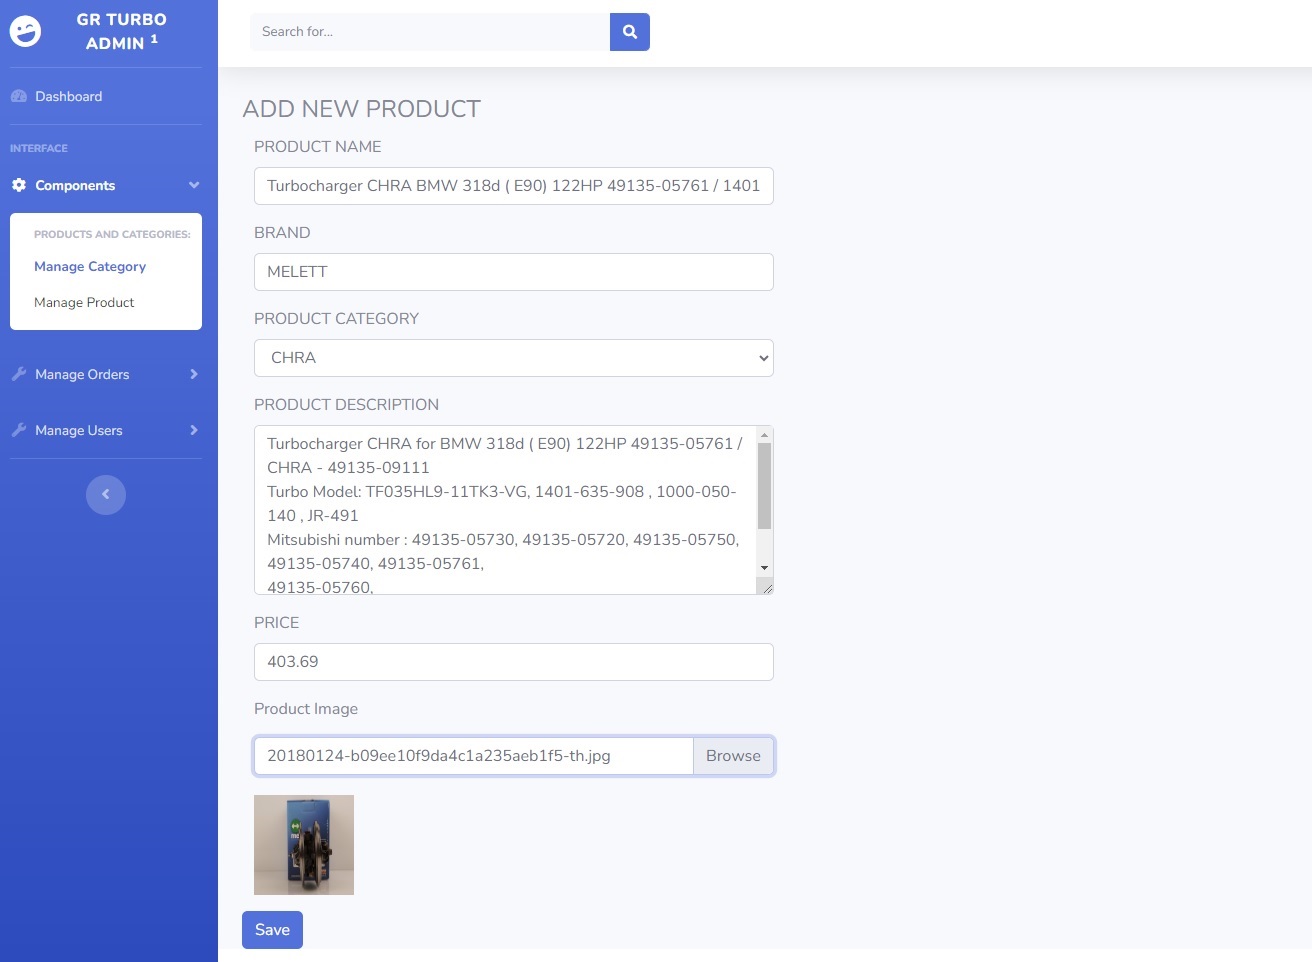 GR TURBO
ADMIN 1
Search for...
Dashboard
INTERFACE
Components
PRODUCTS AND CATEGORIES:
Manage Category
Manage Product
Manage Orders
Manage Users
ADD NEW PRODUCT
PRODUCT NAME
Turbocharger CHRA BMW 318d ( E90) 122HP 49135-05761 / 1401
BRAND
MELETT
PRODUCT CATEGORY
CHRA
PRODUCT DESCRIPTION
Turbocharger CHRA for BMW 318d ( E90) 122HP 49135-05761 /
CHRA - 49135-09111
Turbo Model: TF035HL9-11TK3-VG, 1401-635-908 , 1000-050-
140 , JR-491
Mitsubishi number : 49135-05730, 49135-05720, 49135-05750,
49135-05740, 49135-05761,
49135-05760,
PRICE
403.69
Product Image
20180124-b09ee10f9da4c1a235aeb1f5-th.jpg
Browse
Save